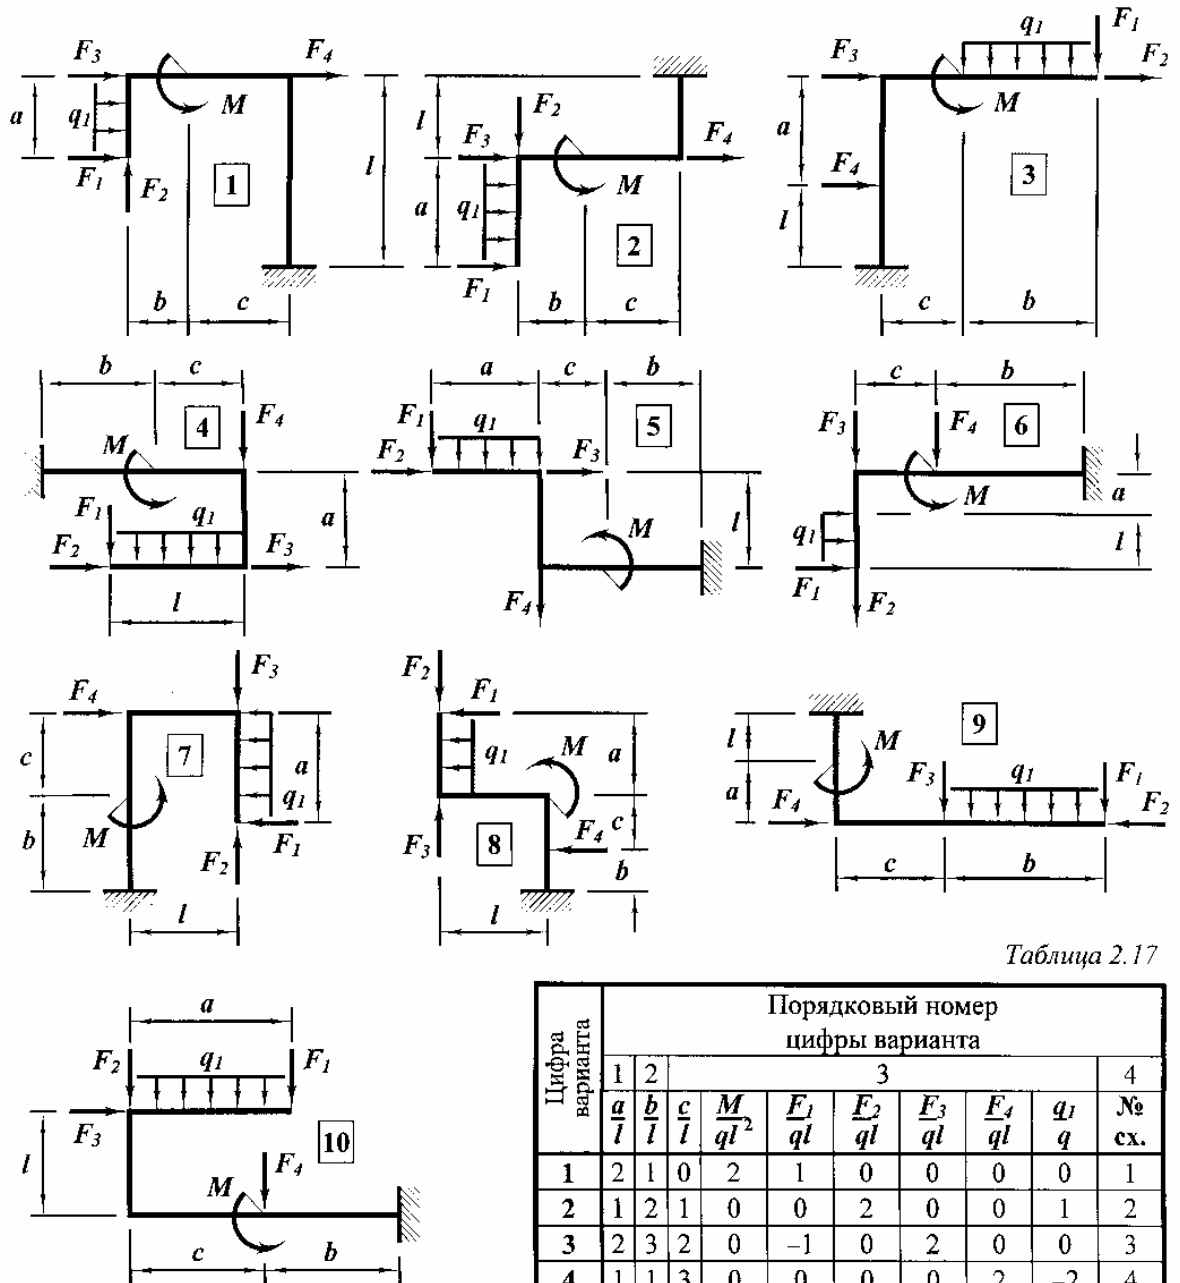 F₃ F₄
a q₁ M l
F₁ F₂ 1
b c
l F₂ F₃ F₄
a q₁ M
2
F₁
b c
q₁ F₁
F₃ F₂
a M
F₄ 3
l
c b
b c
4 F₄
M
F₁ q₁ a
F₂ F₃
l
a c b
F₁ q₁ 5
F₂ F₃
M l
F₄
c b
F₃ F₄ 6
M a
q₁ l
F₁ F₂
F₃
F₄
c 7 a
q₁
M F₁
b F₂
l
F₂ F₁
q₁ M a
F₃ 8 F₄ c
b
l
9
l M
F₃ q₁ F₁
a F₄ F₂
c b
a
F₂ q₁ F₁
F₃
l 10
M F₄
c b
Таблица 2.17
Цифра варианта
Порядковый номер
цифры варианта
1 2 3 4
a/l b/l c/l M/ql² F₁/ql F₂/ql F₃/ql F₄/ql q₁/q № сх.
1 2 1 0 2 1 0 0 0 0 1
2 1 2 1 0 0 2 0 0 1 2
3 2 3 2 0 –1 0 2 0 0 3
4 1 1 3 0 0 0 0 2 –2 4